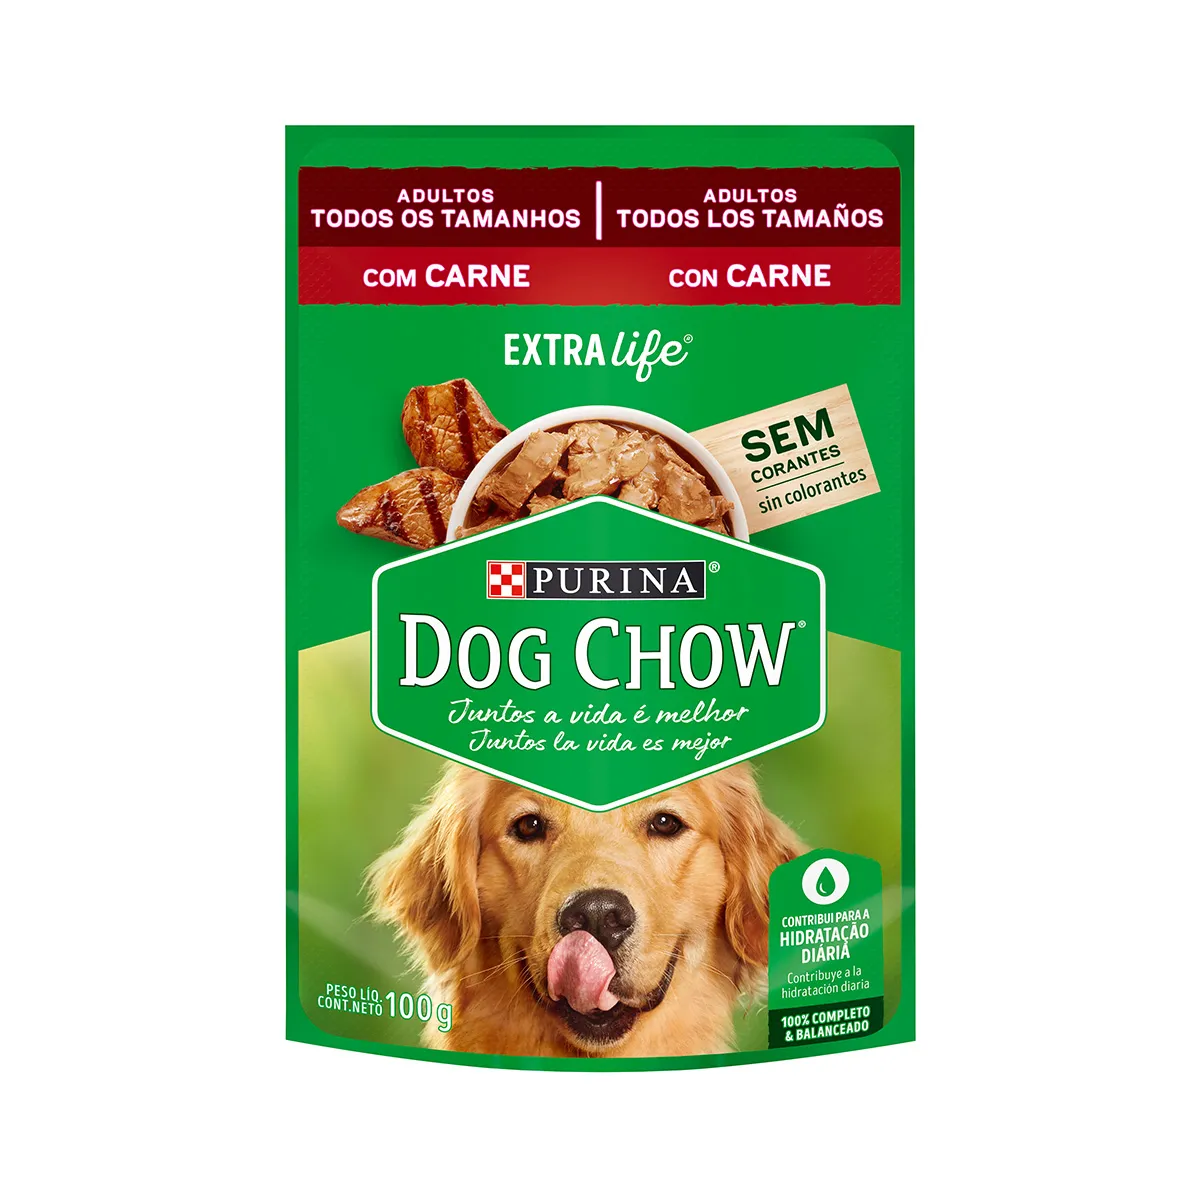 ADULTOS
TODOS OS TAMANHOS
ADULTOS
TODOS LOS TAMAÑOS
COM CARNE
CON CARNE
EXTRA life®
SEM
CORANTES
sin colorantes
PURINA®
DOG CHOW®
Juntos a vida é melhor
Juntos la vida es mejor
CONTRIBUI PARA A
HIDRATAÇÃO
DIÁRIÁ
Contribuye a la
hidratación diaria
100% COMPLETO
& BALANCEADO
PESO LÍQ.
CONT.NETO 100g